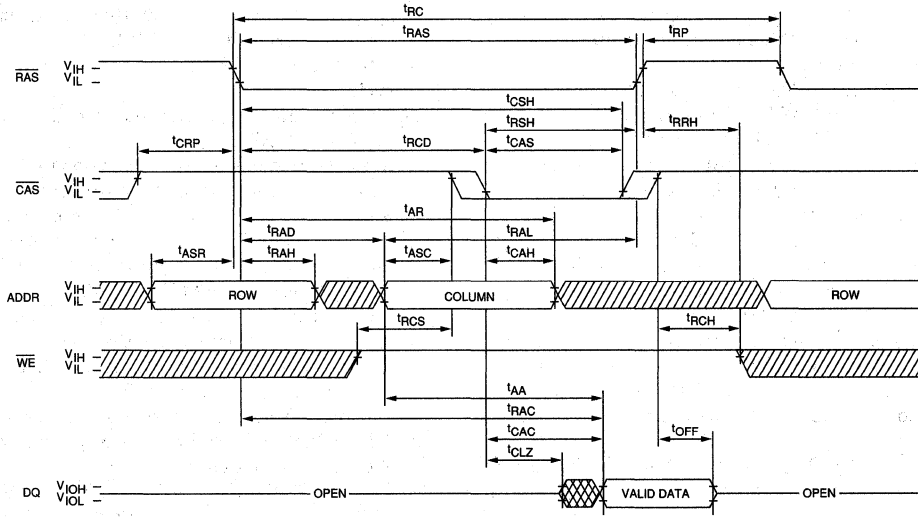 tRC
tRAS
tRP
RAS
VIH
VIL
tCSH
tRSH
tRRH
tCRP
tRCD
tCAS
CAS
VIH
VIL
tAR
tRAD
tRAL
tASR
tRAH
tASC
tCAH
ADDR
VIH
VIL
ROW
COLUMN
ROW
tRCS
tRCH
WE
VIH
VIL
tAA
tRAC
tCAC
tOFF
tCLZ
DQ
VIOH
VIOL
OPEN
VALID DATA
OPEN